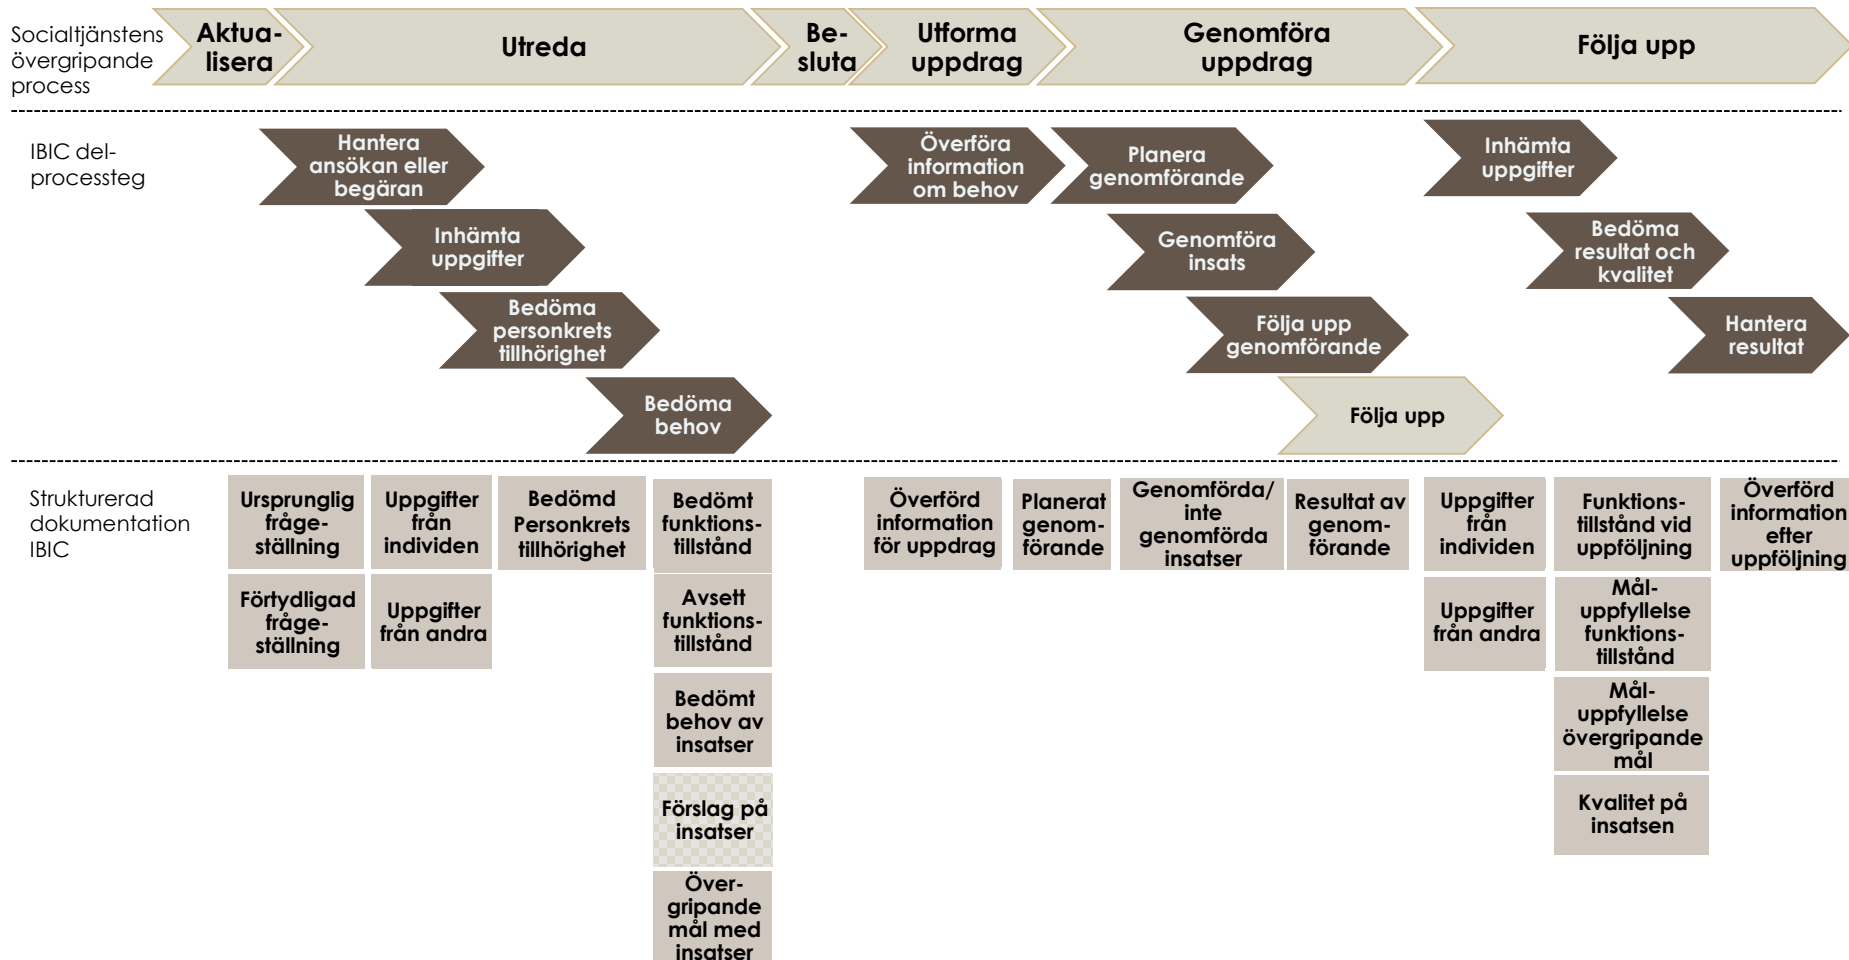 Socialtjänstens
övergripande
process
Aktua-
lisera
Utreda
Be-
sluta
Utforma
uppdrag
Genomföra
uppdrag
Följa upp
IBIC del-
processteg
Hantera
ansökan eller
begäran
Inhämta
uppgifter
Bedöma
personkrets
tillhörighet
Bedöma
behov
Överföra
information
om behov
Planera
genomförande
Genomföra
insats
Följa upp
genomförande
Följa upp
Inhämta
uppgifter
Bedöma
resultat och
kvalitet
Hantera
resultat
Strukturerad
dokumentation
IBIC
Ursprunglig
fråge-
ställning
Förtydligad
fråge-
ställning
Uppgifter
från
individen
Uppgifter
från andra
Bedömd
Personkrets
tillhörighet
Bedömt
funktions-
tillstånd
Avsett
funktions-
tillstånd
Bedömt
behov av
insatser
Förslag på
insatser
Över-
gripande
mål med
insatser
Överförd
information
för uppdrag
Planerat
genom-
förande
Genomförda/
inte
genomförda
insatser
Resultat av
genom-
förande
Uppgifter
från
individen
Uppgifter
från andra
Funktions-
tillstånd vid
uppföljning
Mål-
uppfyllelse
funktions-
tillstånd
Mål-
uppfyllelse
övergripande
mål
Kvalitet på
insatsen
Överförd
information
efter
uppföljning